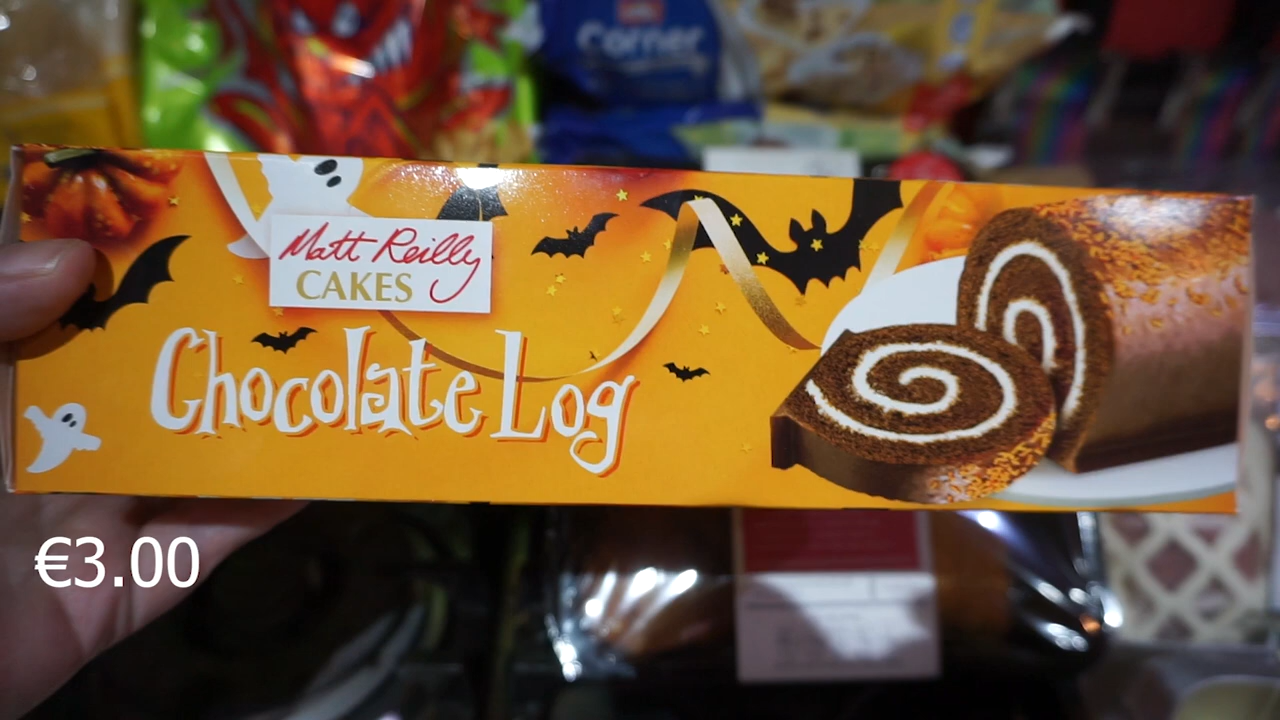 Corner
Matt Reilly
CAKES
Chocolate Log
€3.00